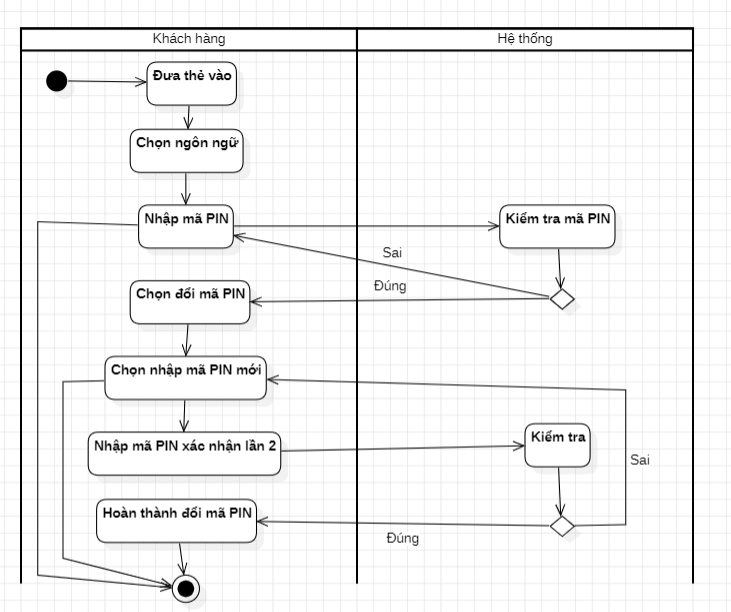 Khách hàng
Hệ thống
Đưa thẻ vào
Chọn ngôn ngữ
Nhập mã PIN
Kiểm tra mã PIN
Sai
Đúng
Chọn đổi mã PIN
Chọn nhập mã PIN mới
Nhập mã PIN xác nhận lần 2
Kiểm tra
Sai
Hoàn thành đổi mã PIN
Đúng